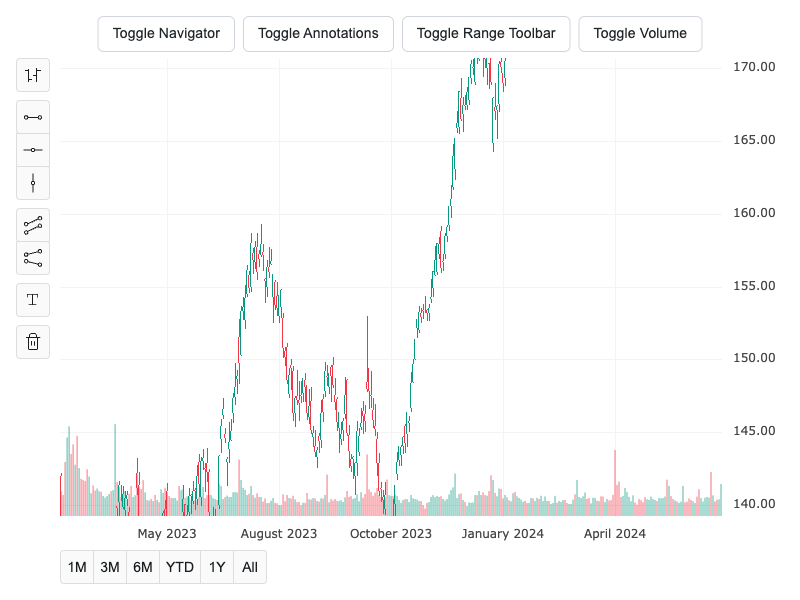 Toggle Navigator Toggle Annotations Toggle Range Toolbar Toggle Volume
170.00
165.00
160.00
155.00
150.00
145.00
140.00
T
May 2023 August 2023 October 2023 January 2024 April 2024
1M 3M 6M YTD 1Y All